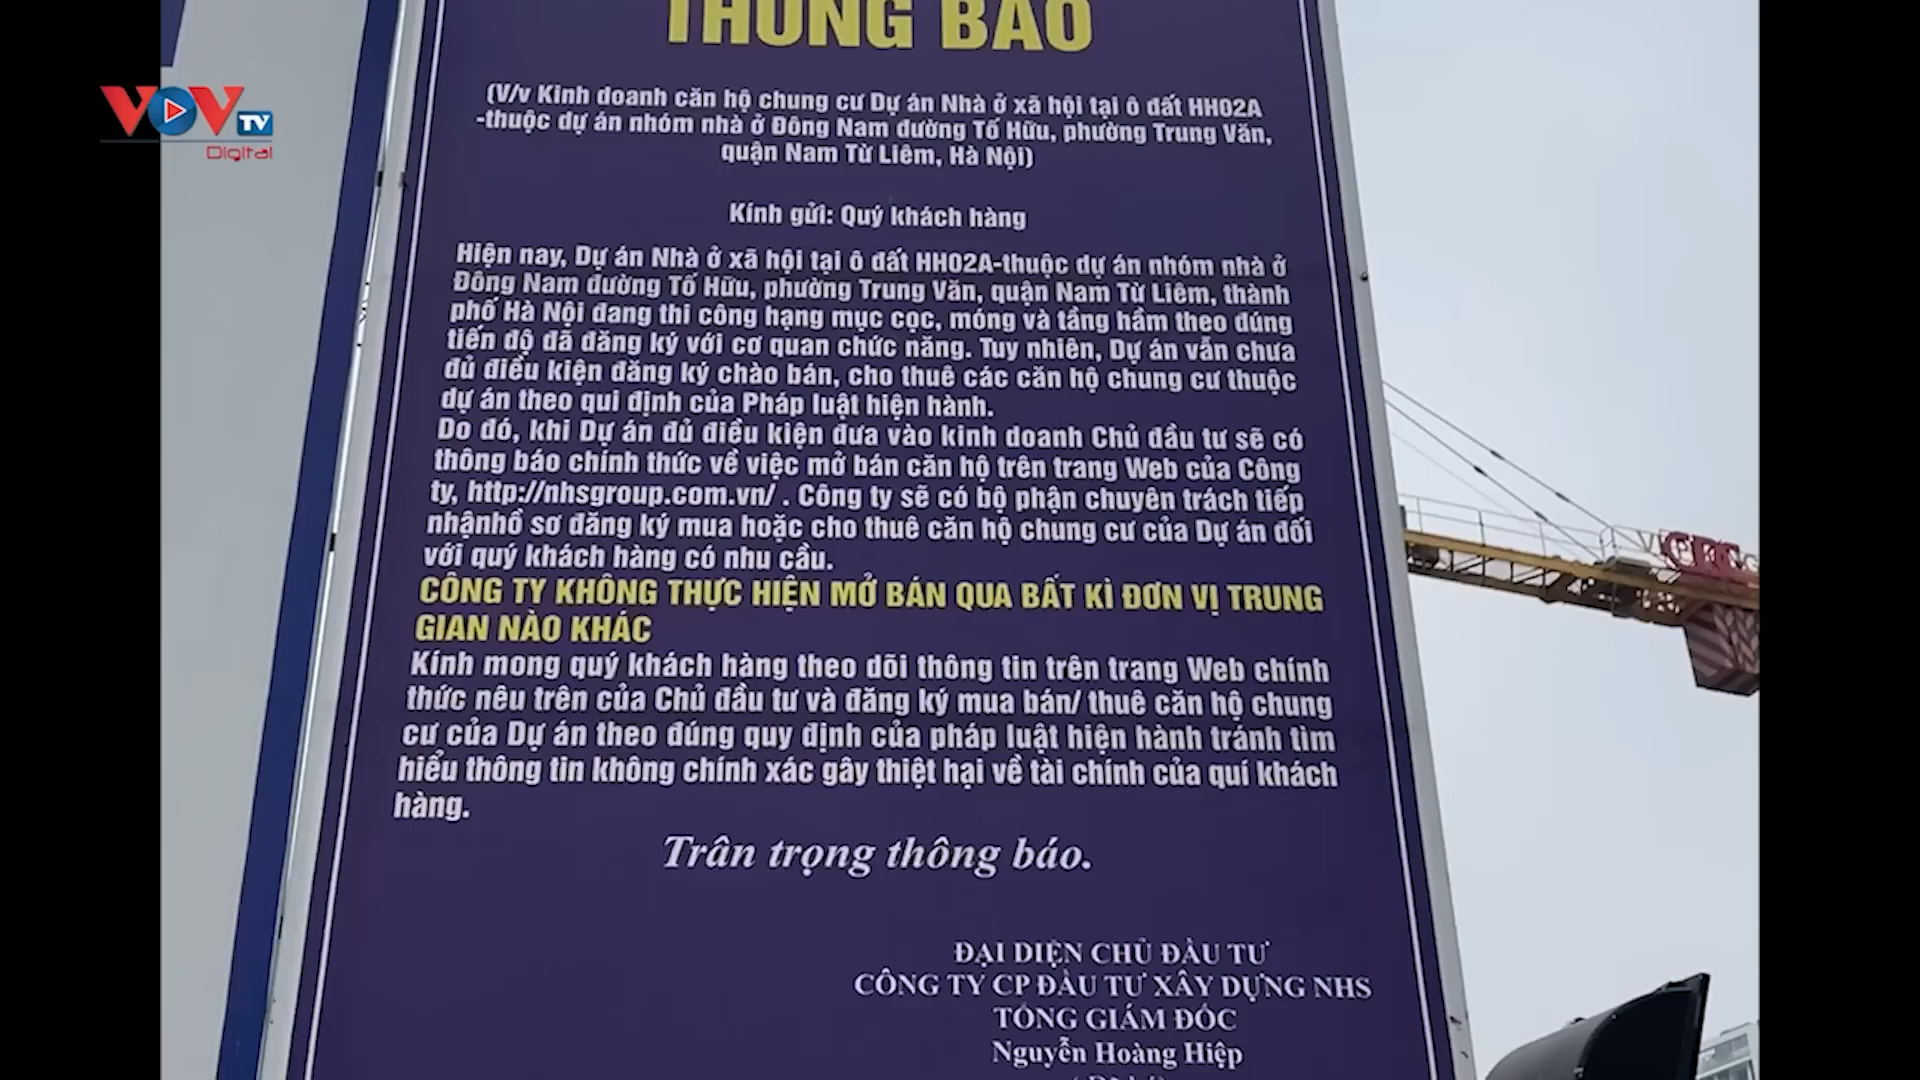 THÔNG BÁO
VOVTV
Digital
(V/v Kinh doanh căn hộ chung cư Dự án Nhà ở xã hội tại ô đất HH02A
-thuộc dự án nhóm nhà ở Đông Nam đường Tố Hữu, phường Trung Văn,
quận Nam Từ Liêm, Hà Nội)
Kính gửi: Quý khách hàng
Hiện nay, Dự án Nhà ở xã hội tại ô đất HH02A-thuộc dự án nhóm nhà ở
Đông Nam đường Tố Hữu, phường Trung Văn, quận Nam Từ Liêm, thành
phố Hà Nội đang thi công hạng mục cọc, móng và tầng hầm theo đúng
tiến độ đã đăng ký với cơ quan chức năng. Tuy nhiên, Dự án vẫn chưa
đủ điều kiện đăng ký chào bán, cho thuê các căn hộ chung cư thuộc
dự án theo qui định của Pháp luật hiện hành.
Do đó, khi Dự án đủ điều kiện đưa vào kinh doanh Chủ đầu tư sẽ có
thông báo chính thức về việc mở bán căn hộ trên trang Web của Công
ty, http://nhsgroup.com.vn/ . Công ty sẽ có bộ phận chuyên trách tiếp
nhậnhồ sơ đăng ký mua hoặc cho thuê căn hộ chung cư của Dự án đối
với quý khách hàng có nhu cầu.
CÔNG TY KHÔNG THỰC HIỆN MỞ BÁN QUA BẤT KÌ ĐƠN VỊ TRUNG
GIAN NÀO KHÁC
Kính mong quý khách hàng theo dõi thông tin trên trang Web chính
thức nêu trên của Chủ đầu tư và đăng ký mua bán/ thuê căn hộ chung
cư của Dự án theo đúng quy định của pháp luật hiện hành tránh tìm
hiểu thông tin không chính xác gây thiệt hại về tài chính của quí khách
hàng.
Trân trọng thông báo.
ĐẠI DIỆN CHỦ ĐẦU TƯ
CÔNG TY CP ĐẦU TƯ XÂY DỰNG NHS
TỔNG GIÁM ĐỐC
Nguyễn Hoàng Hiệp